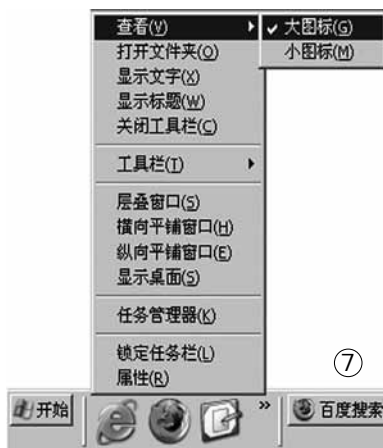 查看(V)
大图标(G)
打开文件夹(O)
小图标(M)
显示文字(X)
显示标题(W)
关闭工具栏(C)
工具栏(T)
层叠窗口(S)
横向平铺窗口(H)
纵向平铺窗口(E)
显示桌面(S)
任务管理器(K)
锁定任务栏(L)
属性(R)
⑦
开始
»
百度搜索